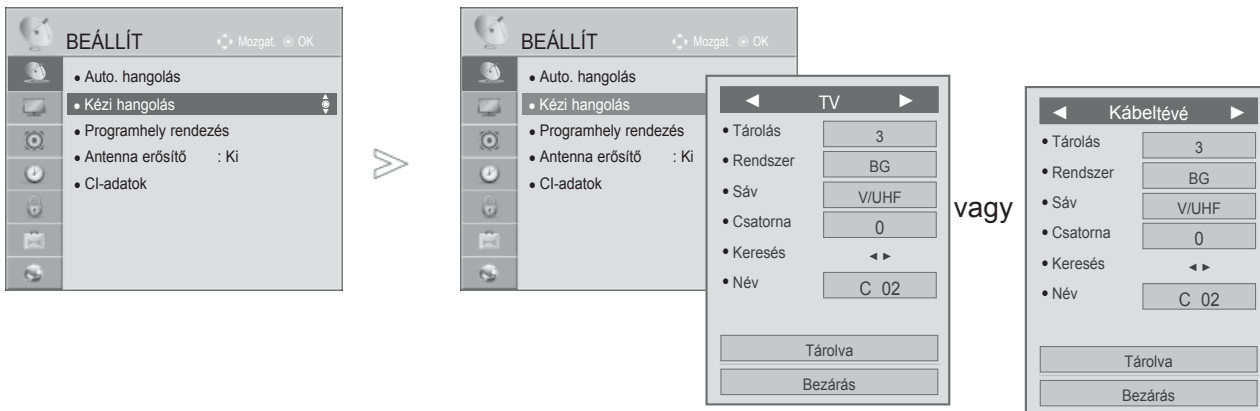 BEÁLLÍT Mozgat. OK
• Auto. hangolás
• Kézi hangolás
• Programhely rendezés
• Antenna erősítő : Ki
• CI-adatok
BEÁLLÍT Mozgat. OK
• Auto. hangolás
• Kézi hangolás
• Programhely rendezés
• Antenna erősítő : Ki
• CI-adatok
◄ TV ►
• Tárolás 3
• Rendszer BG
• Sáv V/UHF
• Csatorna 0
• Keresés ◄ ►
• Név C 02
Tárolva
Bezárás
vagy
◄ Kábeltévé ►
• Tárolás 3
• Rendszer BG
• Sáv V/UHF
• Csatorna 0
• Keresés ◄ ►
• Név C 02
Tárolva
Bezárás